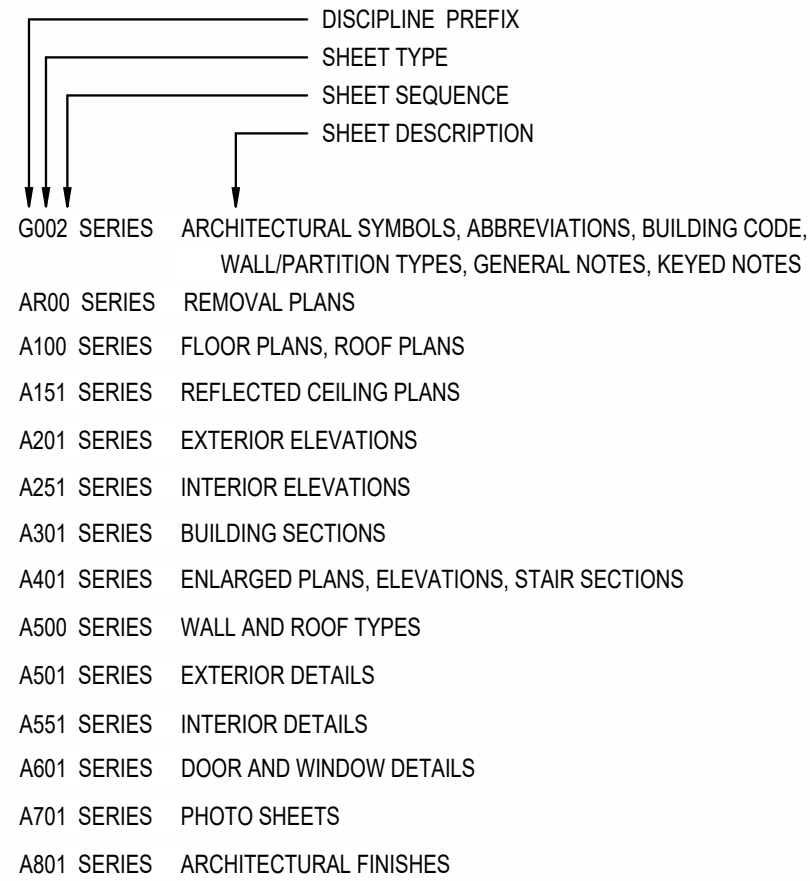 DISCIPLINE PREFIX
SHEET TYPE
SHEET SEQUENCE
SHEET DESCRIPTION
G002 SERIES ARCHITECTURAL SYMBOLS, ABBREVIATIONS, BUILDING CODE,
WALL/PARTITION TYPES, GENERAL NOTES, KEYED NOTES
AR00 SERIES REMOVAL PLANS
A100 SERIES FLOOR PLANS, ROOF PLANS
A151 SERIES REFLECTED CEILING PLANS
A201 SERIES EXTERIOR ELEVATIONS
A251 SERIES INTERIOR ELEVATIONS
A301 SERIES BUILDING SECTIONS
A401 SERIES ENLARGED PLANS, ELEVATIONS, STAIR SECTIONS
A500 SERIES WALL AND ROOF TYPES
A501 SERIES EXTERIOR DETAILS
A551 SERIES INTERIOR DETAILS
A601 SERIES DOOR AND WINDOW DETAILS
A701 SERIES PHOTO SHEETS
A801 SERIES ARCHITECTURAL FINISHES